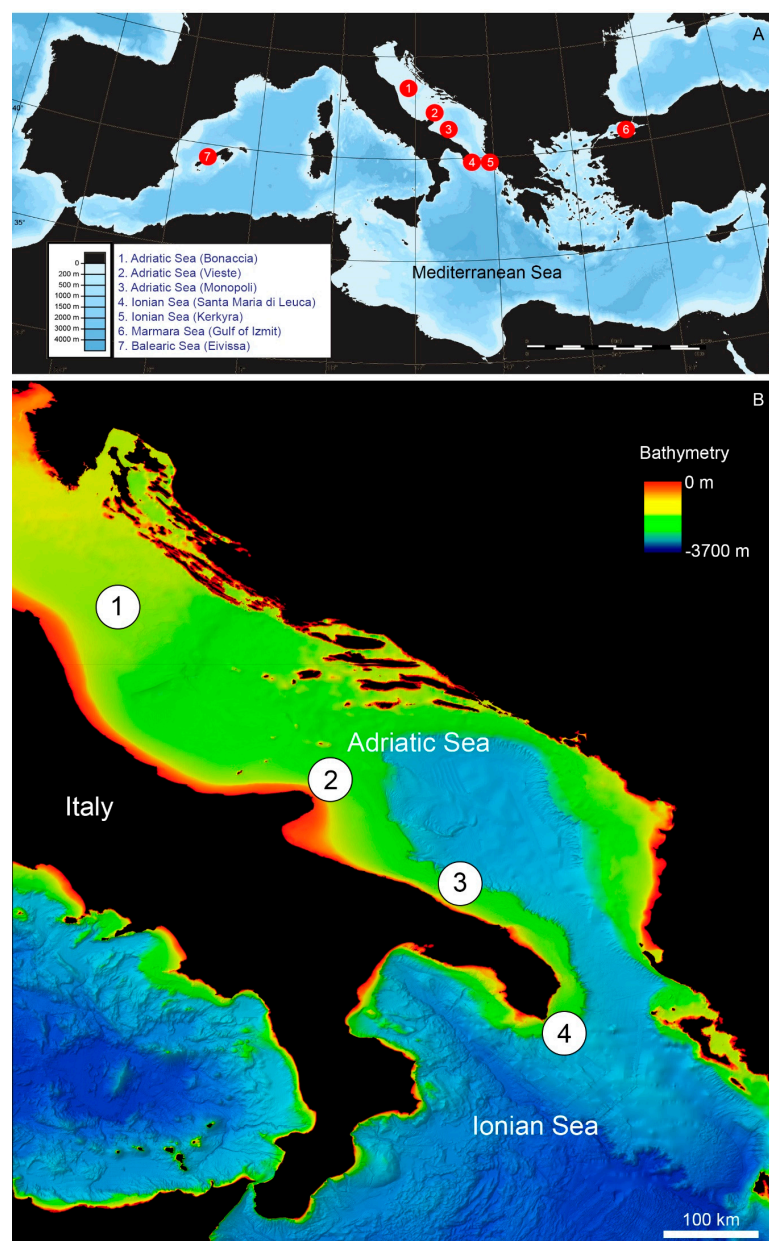 A
40°
35°
1
2
3
4
5
6
7
Mediterranean Sea
0
200 m
500 m
1000 m
2000 m
3000 m
4000 m
1. Adriatic Sea (Bonaccia)
2. Adriatic Sea (Vieste)
3. Adriatic Sea (Monopoli)
4. Ionian Sea (Santa Maria di Leuca)
5. Ionian Sea (Kerkyra)
6. Marmara Sea (Gulf of Izmit)
7. Balearic Sea (Eivissa)
B
Bathymetry
0 m
-3700 m
1
Adriatic Sea
2
Italy
3
4
Ionian Sea
100 km